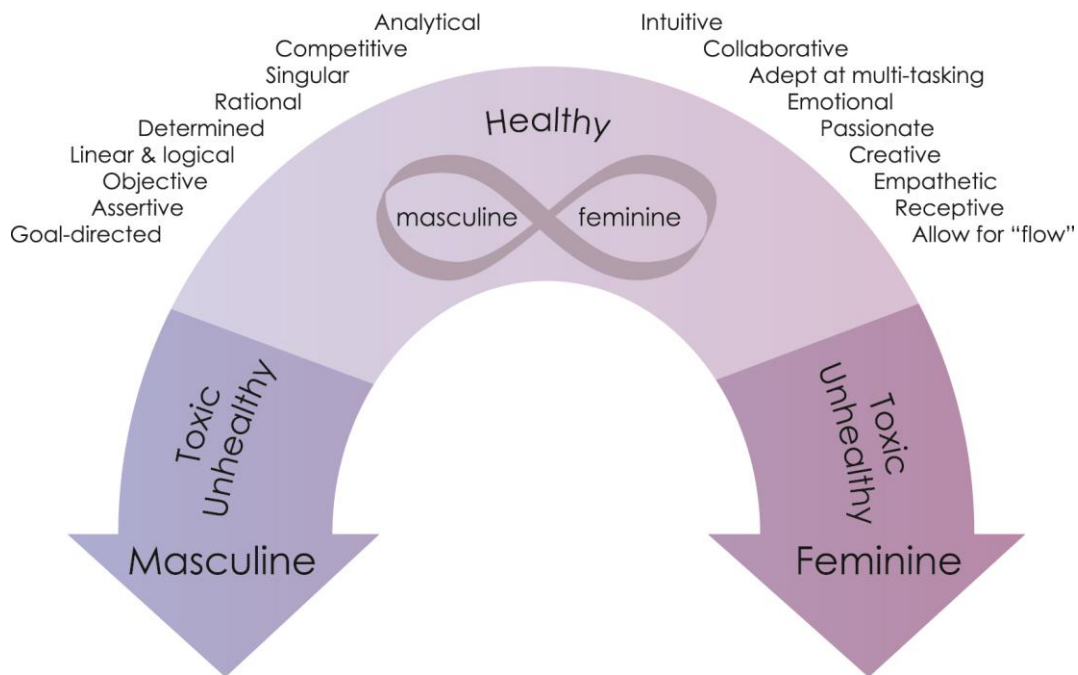 Analytical
Competitive
Singular
Rational
Determined
Linear & logical
Objective
Assertive
Goal-directed
Intuitive
Collaborative
Adept at multi-tasking
Emotional
Passionate
Creative
Empathetic
Receptive
Allow for “flow”
Healthy
masculine
feminine
Toxic
Unhealthy
Masculine
Toxic
Unhealthy
Feminine